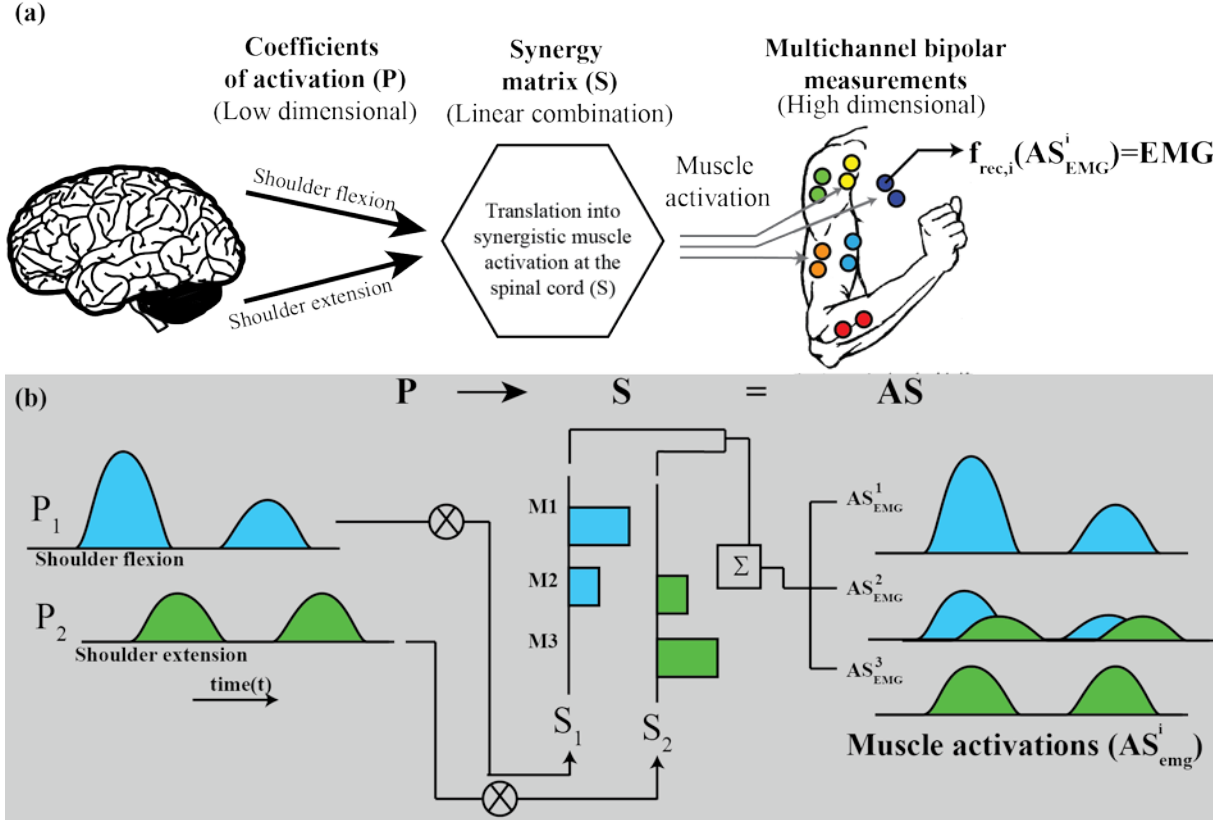 (a)
Coefficients
of activation (P)
(Low dimensional)
Synergy
matrix (S)
(Linear combination)
Multichannel bipolar
measurements
(High dimensional)
Shoulder flexion
Shoulder extension
Translation into
synergistic muscle
activation at the
spinal cord (S)
Muscle
activation
f_rec,i(AS^i_EMG)=EMG
(b)
P → S = AS
P_1
Shoulder flexion
P_2
Shoulder extension
time(t)
M1
M2
M3
S_1
S_2
Σ
AS^1_EMG
AS^2_EMG
AS^3_EMG
Muscle activations (AS^i_emg)